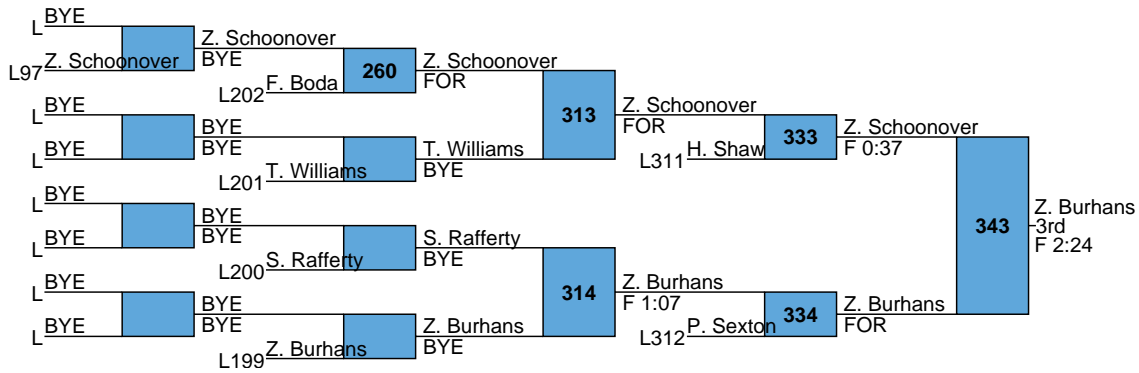 BYE
L
Z. Schoonover
L97
Z. Schoonover
BYE
F. Boda
L202
260
Z. Schoonover
FOR
BYE
L
BYE
L
BYE
BYE
T. Williams
L201
T. Williams
BYE
313
Z. Schoonover
FOR
H. Shaw
L311
333
Z. Schoonover
F 0:37
BYE
L
BYE
L
BYE
BYE
S. Rafferty
L200
S. Rafferty
BYE
BYE
L
BYE
L
BYE
BYE
Z. Burhans
L199
Z. Burhans
BYE
314
Z. Burhans
F 1:07
P. Sexton
L312
334
Z. Burhans
FOR
343
Z. Burhans
3rd
F 2:24